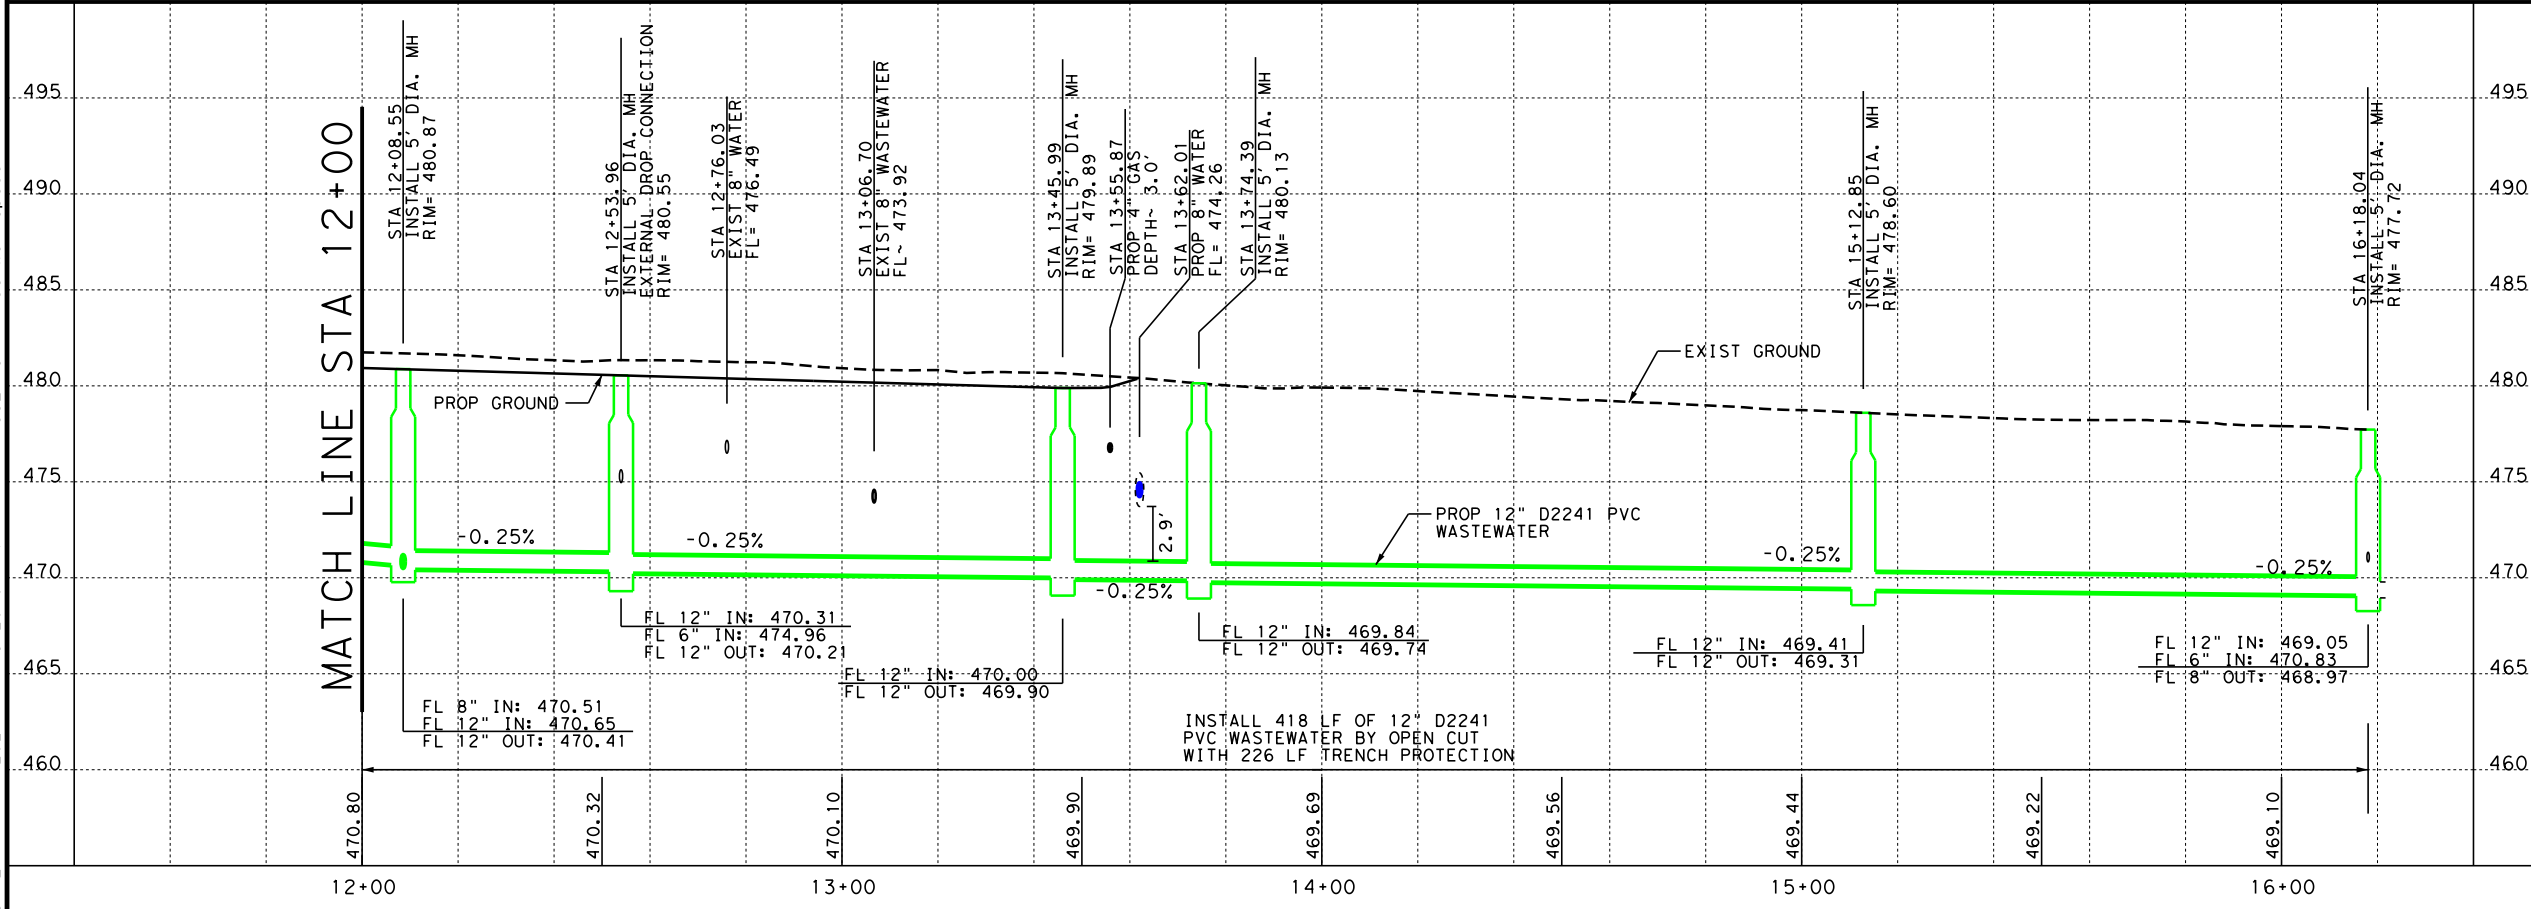 MATCH LINE STA 12+00
STA 12+08.55
INSTALL 5' DIA. MH
RIM= 480.87
STA 12+53.96
INSTALL 5' DIA. MH
EXTERNAL DROP CONNECTION
RIM= 480.55
STA 12+76.03
EXIST 8" WATER
FL= 476.49
STA 13+06.70
EXIST 8" WASTEWATER
FL~ 473.92
STA 13+45.99
INSTALL 5' DIA. MH
RIM= 479.89
STA 13+55.87
PROP 4" GAS
DEPTH~ 3.0'
STA 13+62.01
PROP 8" WATER
FL= 474.26
STA 13+74.39
INSTALL 5' DIA. MH
RIM= 480.13
STA 15+12.85
INSTALL 5' DIA. MH
RIM= 478.60
STA 16+18.04
INSTALL 5' DIA. MH
RIM= 477.72
495
490
485
480
475
470
465
460
495
490
485
480
475
470
465
460
PROP GROUND
EXIST GROUND
PROP 12" D2241 PVC
WASTEWATER
2.9'
-0.25%
-0.25%
-0.25%
-0.25%
-0.25%
FL 8" IN: 470.51
FL 12" IN: 470.65
FL 12" OUT: 470.41
FL 12" IN: 470.31
FL 6" IN: 474.96
FL 12" OUT: 470.21
FL 12" IN: 470.00
FL 12" OUT: 469.90
FL 12" IN: 469.84
FL 12" OUT: 469.74
FL 12" IN: 469.41
FL 12" OUT: 469.31
FL 12" IN: 469.05
FL 6" IN: 470.83
FL 8" OUT: 468.97
INSTALL 418 LF OF 12" D2241
PVC WASTEWATER BY OPEN CUT
WITH 226 LF TRENCH PROTECTION
470.80
470.32
470.10
469.90
469.69
469.56
469.44
469.22
469.10
12+00
13+00
14+00
15+00
16+00